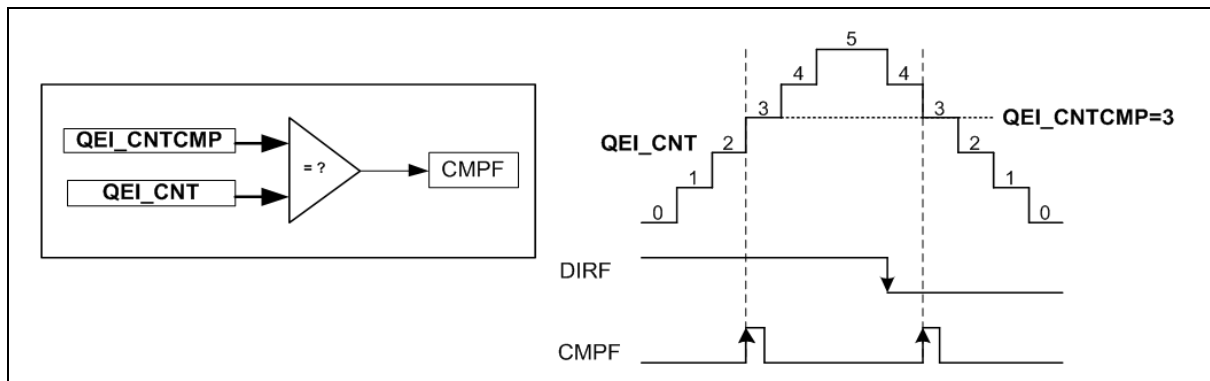 QEI_CNTCMP
QEI_CNT
= ?
CMPF
QEI_CNT
0
1
2
3
4
5
4
3
2
1
0
QEI_CNTCMP=3
DIRF
CMPF